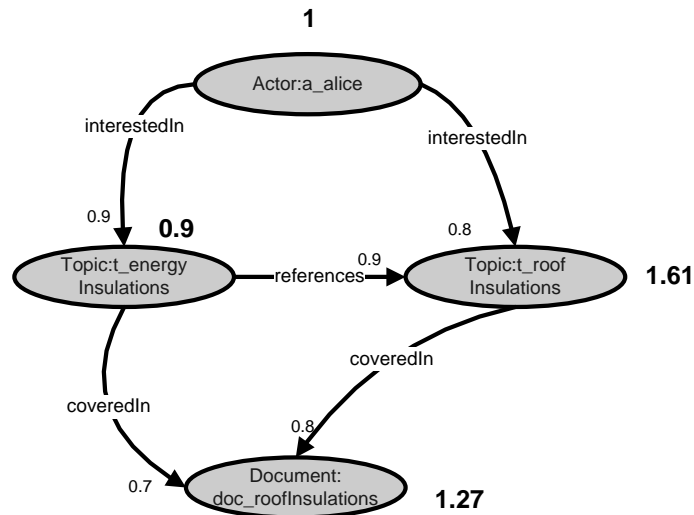 1
Actor:a_alice
interestedIn
interestedIn
0.9
0.9
0.8
Topic:t_energy
Insulations
references
0.9
Topic:t_roof
Insulations
1.61
coveredIn
coveredIn
0.8
0.7
Document:
doc_roofInsulations
1.27